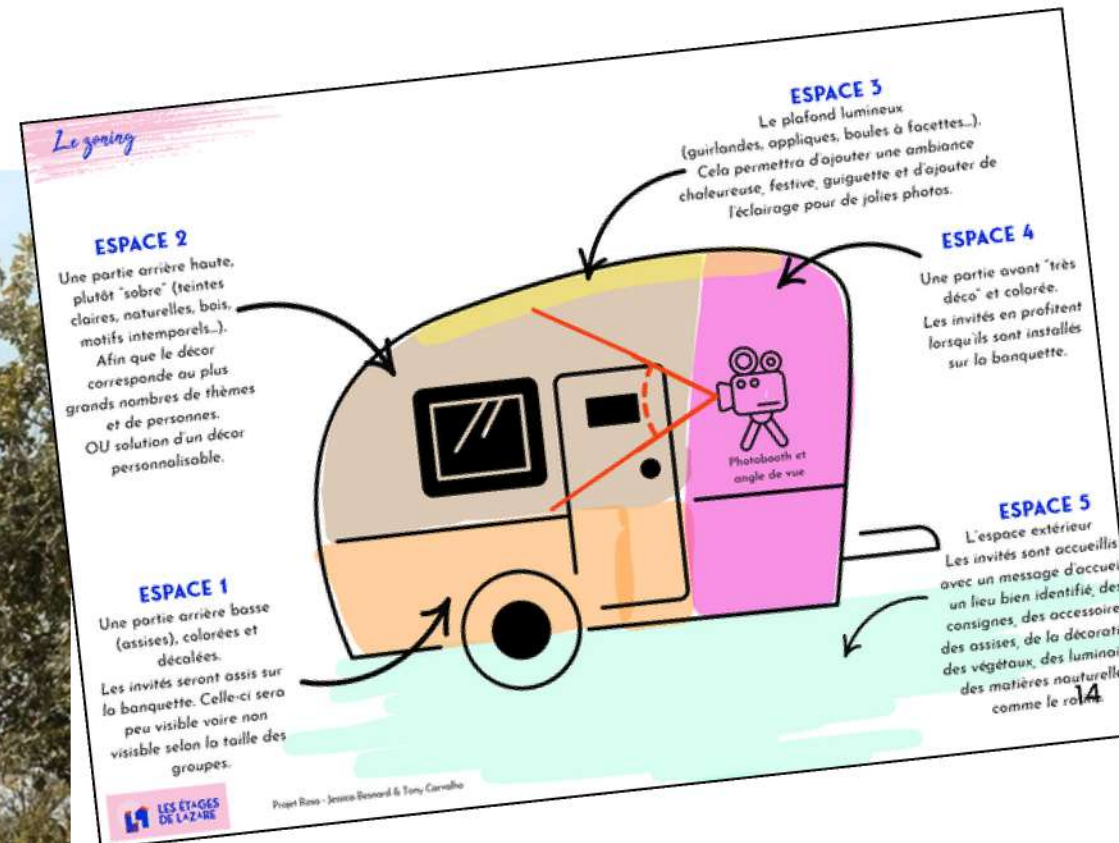 Le zoning
ESPACE 3
Le plafond lumineux
(guirlandes, appliques, boules à facettes...).
Cela permettra d'ajouter une ambiance
chaleureuse, festive, guiguette et d'ajouter de
l'éclairage pour de jolies photos.
ESPACE 2
Une partie arrière haute,
plutôt "sobre" (teintes
claires, naturelles, bois,
motifs intemporels...).
Afin que le décor
corresponde au plus
grands nombres de thèmes
et de personnes.
OU solution d'un décor
personnalisable.
ESPACE 4
Une partie avant "très
déco" et colorée.
Les invités en profitent
lorsqu'ils sont installés
sur la banquette.
Photobooth et
angle de vue
ESPACE 1
Une partie arrière basse
(assises), colorées et
décalées.
Les invités seront assis sur
la banquette. Celle-ci sera
peu visible voire non
visisble selon la taille des
groupes.
ESPACE 5
L'espace extérieur
Les invités sont accueillis
avec un message d'accueil
un lieu bien identifié, des
consignes, des accessoire
des assises, de la décorati
des végétaux, des luminai
des matières nauturelle
comme le
14
LES ÉTAGES
DE LAZARE
Projet Rosa - Jessica Besnard & Tony Carvalho